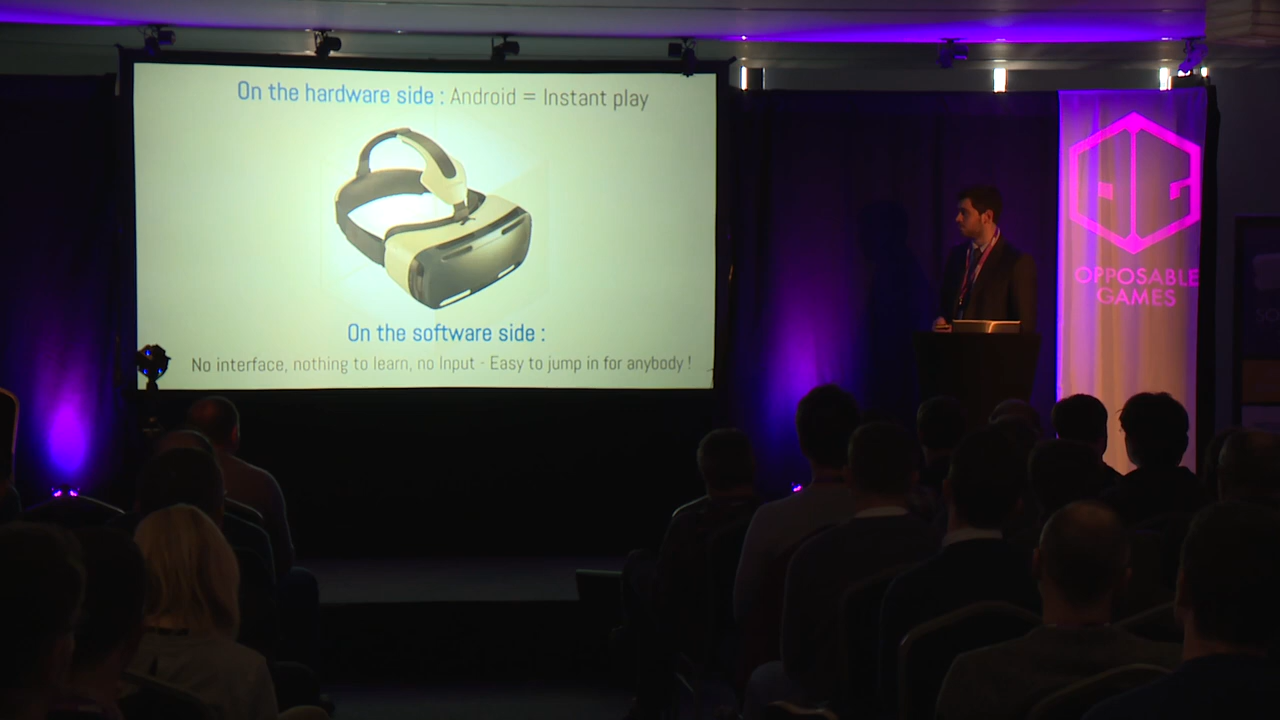 On the hardware side : Android = Instant play
On the software side :
No interface, nothing to learn, no Input - Easy to jump in for anybody !
OPPOSABLE
GAMES